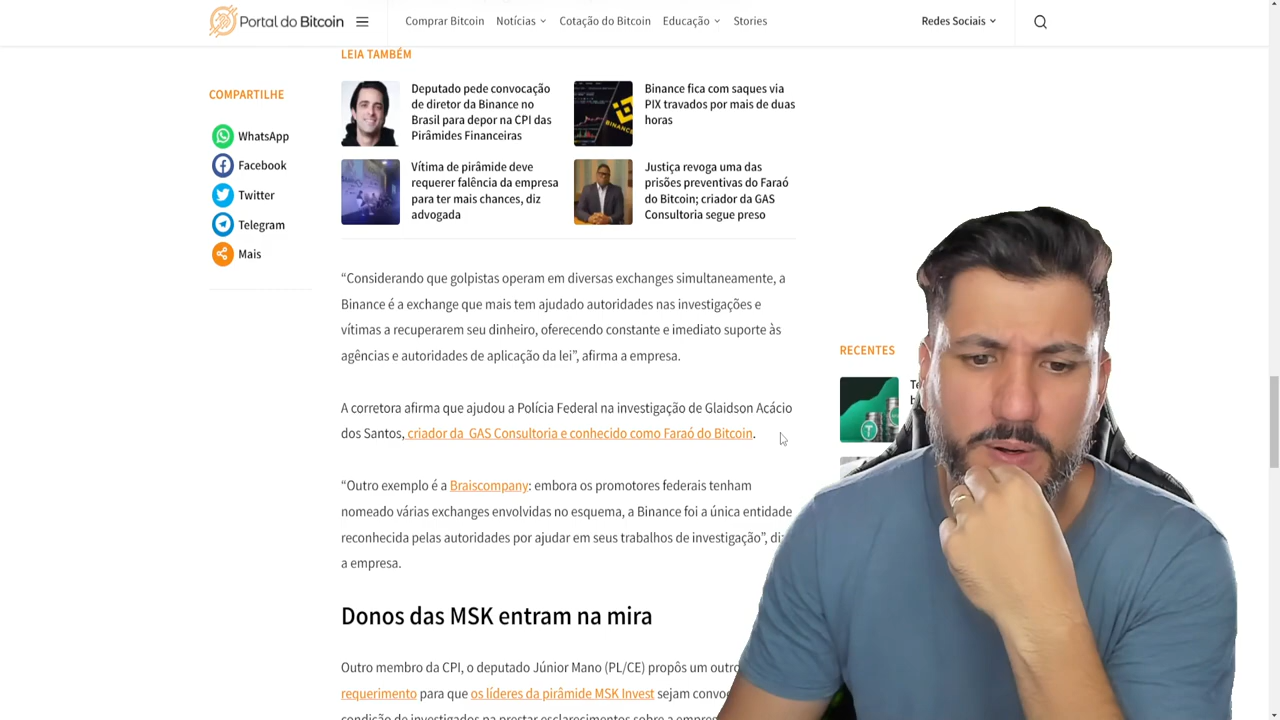 Portal do Bitcoin
Comprar Bitcoin Notícias Cotação do Bitcoin Educação Stories
Redes Sociais
COMPARTILHE
WhatsApp
Facebook
Twitter
Telegram
Mais
LEIA TAMBÉM
Deputado pede convocação
de diretor da Binance no
Brasil para depor na CPI das
Pirâmides Financeiras
Binance fica com saques via
PIX travados por mais de duas
horas
BINANCE
Vítima de pirâmide deve
requerer falência da empresa
para ter mais chances, diz
advogada
Justiça revoga uma das
prisões preventivas do Faraó
do Bitcoin; criador da GAS
Consultoria segue preso
“Considerando que golpistas operam em diversas exchanges simultaneamente, a
Binance é a exchange que mais tem ajudado autoridades nas investigações e
vítimas a recuperarem seu dinheiro, oferecendo constante e imediato suporte às
agências e autoridades de aplicação da lei”, afirma a empresa.
A corretora afirma que ajudou a Polícia Federal na investigação de Glaidson Acácio
dos Santos, criador da GAS Consultoria e conhecido como Faraó do Bitcoin.
“Outro exemplo é a Braiscompany: embora os promotores federais tenham
nomeado várias exchanges envolvidas no esquema, a Binance foi a única entidade
reconhecida pelas autoridades por ajudar em seus trabalhos de investigação”,
a empresa.
Donos das MSK entram na mira
Outro membro da CPI, o deputado Júnior Mano (PL/CE) propôs um outro
requerimento para que os líderes da pirâmide MSK Invest sejam
condição de investigados na prestar esclarecimentos sobre a
RECENTES